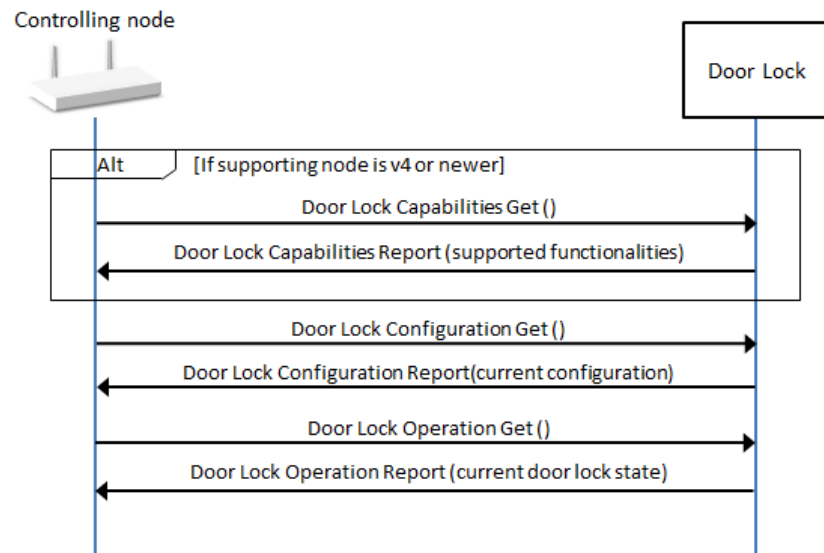 Controlling node
Door Lock
Alt [If supporting node is v4 or newer]
Door Lock Capabilities Get ()
Door Lock Capabilities Report (supported functionalities)
Door Lock Configuration Get ()
Door Lock Configuration Report(current configuration)
Door Lock Operation Get ()
Door Lock Operation Report (current door lock state)